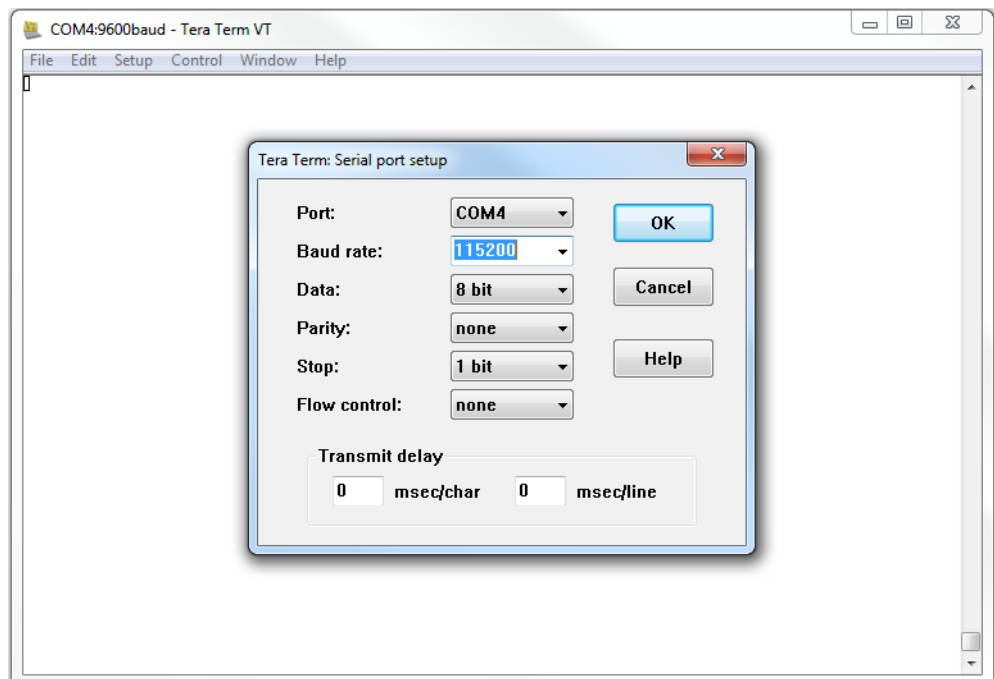 COM4:9600baud - Tera Term VT
File Edit Setup Control Window Help
Tera Term: Serial port setup
Port: COM4
OK
Baud rate: 115200
Data: 8 bit
Cancel
Parity: none
Stop: 1 bit
Help
Flow control: none
Transmit delay
0 msec/char 0 msec/line